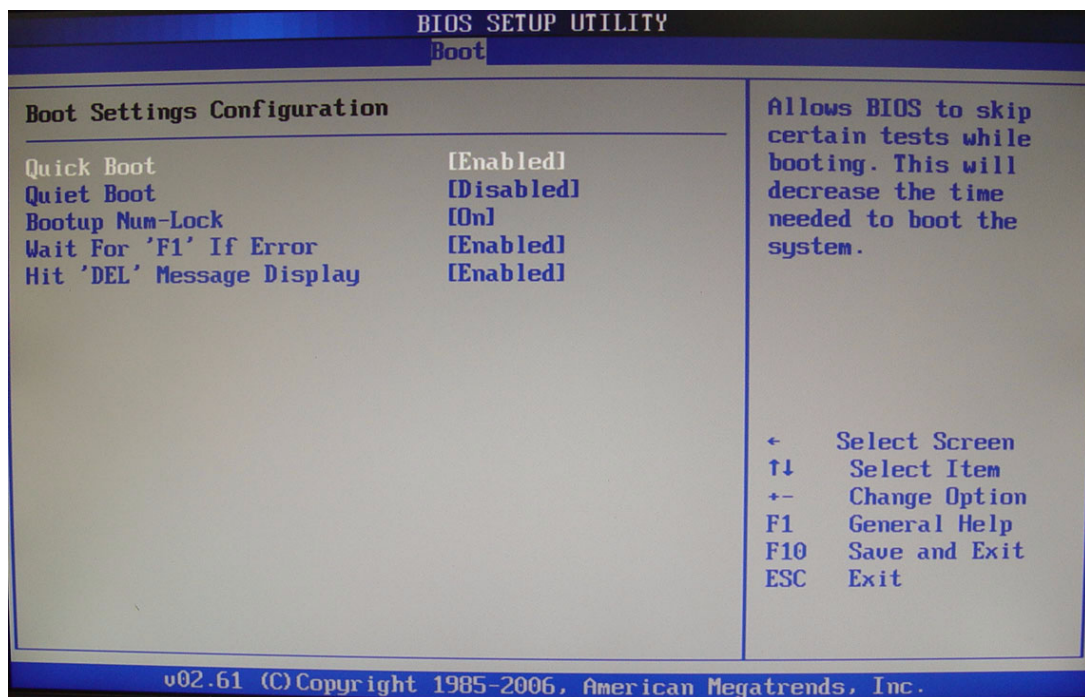 BIOS SETUP UTILITY
Boot
Boot Settings Configuration
Quick Boot [Enabled]
Quiet Boot [Disabled]
Bootup Num-Lock [On]
Wait For 'F1' If Error [Enabled]
Hit 'DEL' Message Display [Enabled]
Allows BIOS to skip
certain tests while
booting. This will
decrease the time
needed to boot the
system.
← Select Screen
↑↓ Select Item
+- Change Option
F1 General Help
F10 Save and Exit
ESC Exit
v02.61 (C)Copyright 1985-2006, American Megatrends, Inc.